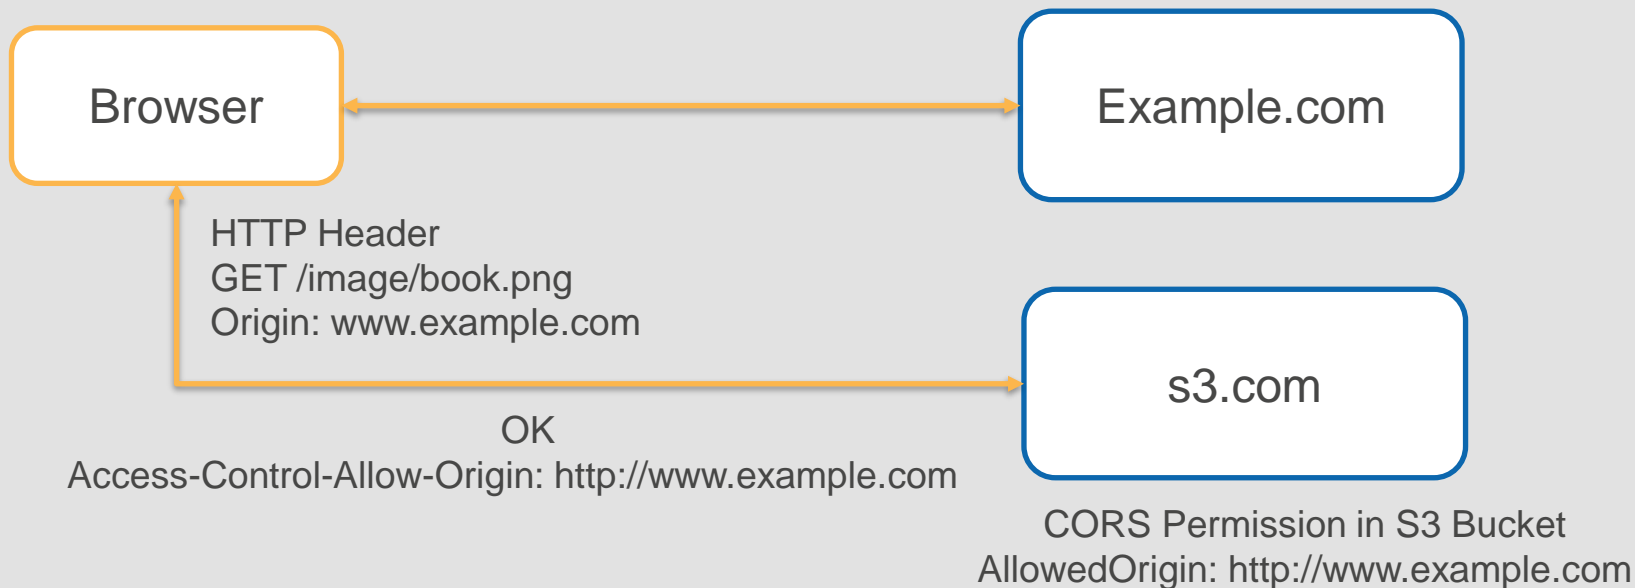 Browser
Example.com
HTTP Header
GET /image/book.png
Origin: www.example.com
s3.com
OK
Access-Control-Allow-Origin: http://www.example.com
CORS Permission in S3 Bucket
AllowedOrigin: http://www.example.com